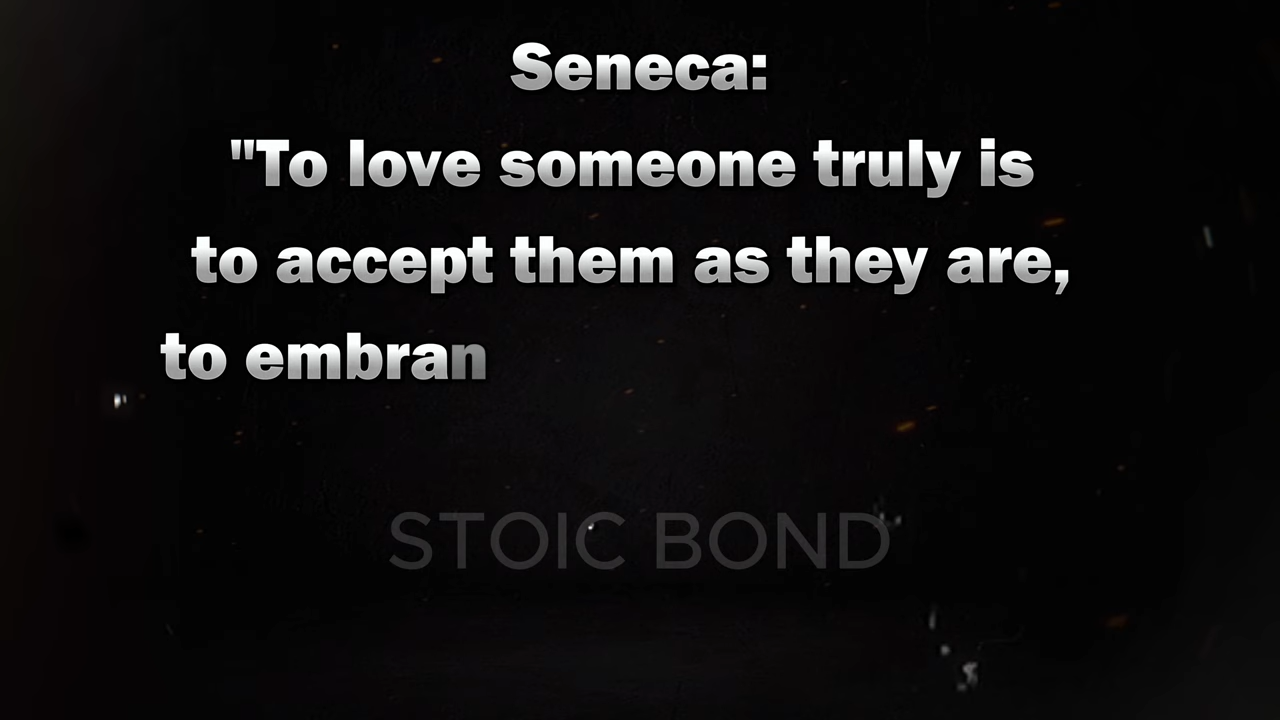 Seneca:
"To love someone truly is
to accept them as they are,
to embran
STOIC BOND